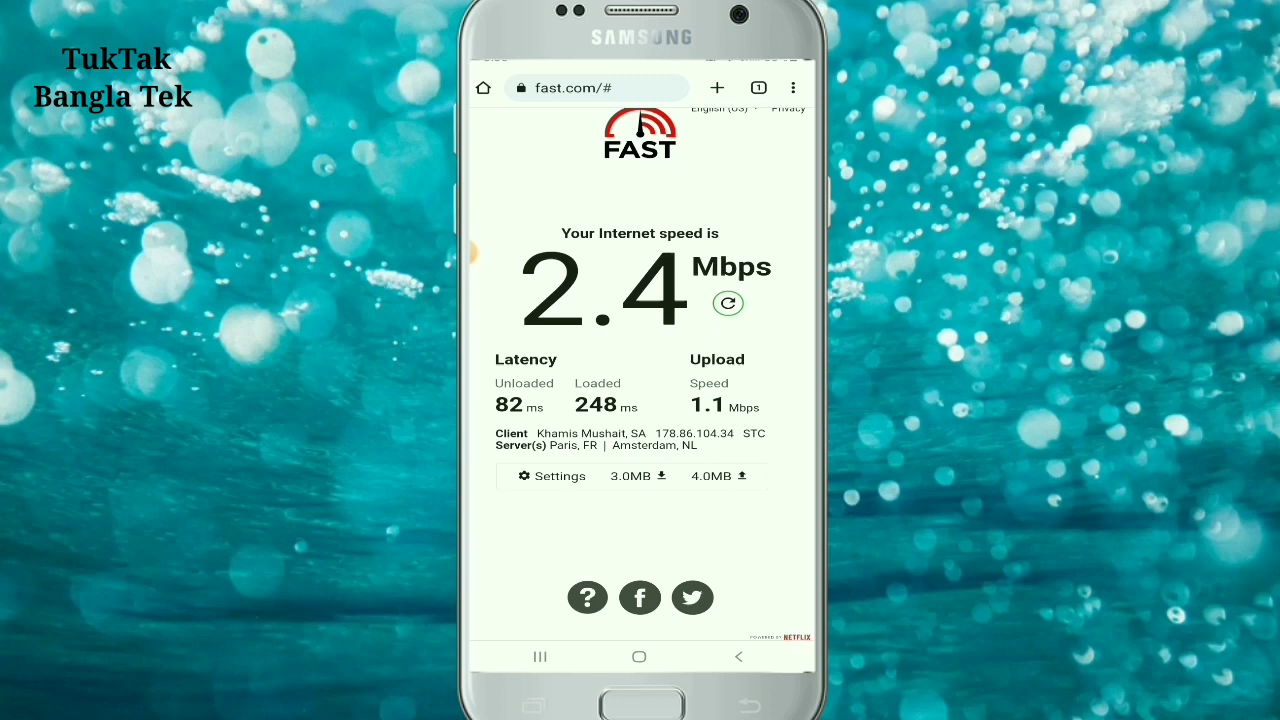 TukTak
Bangla Tek
SAMSUNG
fast.com/#
1
English (US) Privacy
FAST
Your Internet speed is
2.4 Mbps
Latency Upload
Unloaded Loaded Speed
82 ms 248 ms 1.1 Mbps
Client Khamis Mushait, SA 178.86.104.34 STC
Server(s) Paris, FR | Amsterdam, NL
Settings 3.0MB 4.0MB
?
f
POWERED BY NETFLIX